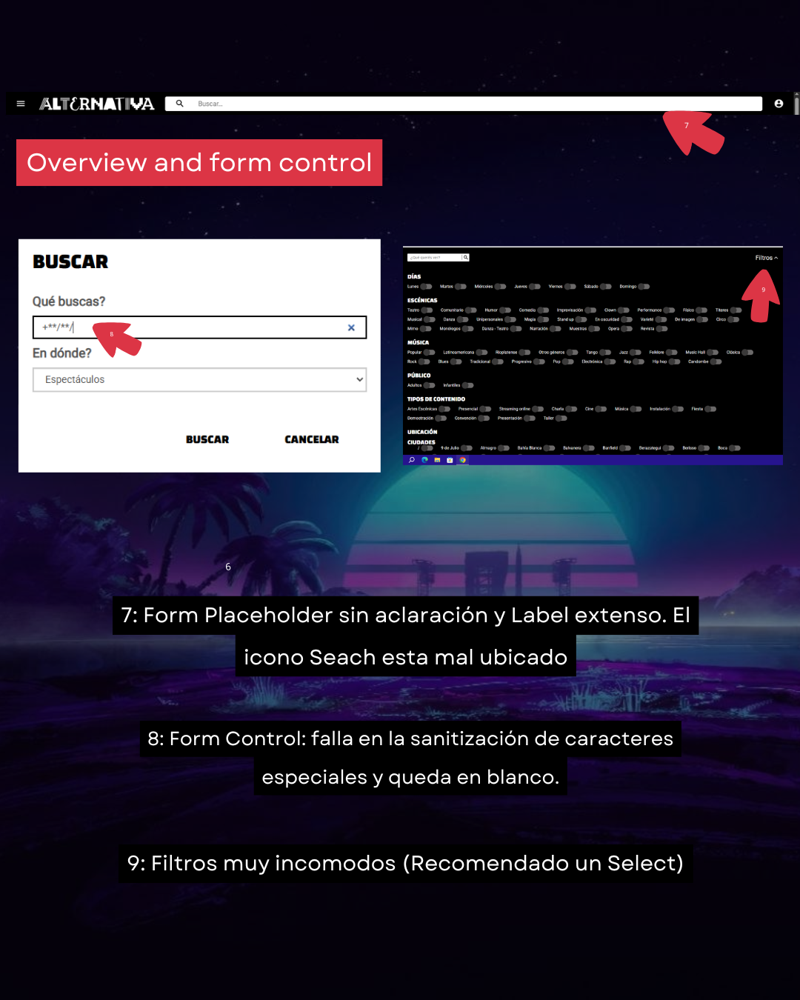 ALTERNATIVA
Buscar...
7
Overview and form control
BUSCAR
Qué buscas?
+**/**/
8
En dónde?
Espectáculos
BUSCAR CANCELAR
¿Qué querés ver?
Filtros
9
DÍAS
Lunes Martes Miércoles Jueves Viernes Sábado Domingo
ESCÉNICAS
Teatro Comunitario Humor Comedia Improvisación Clown Performance Físico Títeres
Musical Danza Unipersonales Magia Stand up En oscuridad Varieté De imagen Circo
Mimo Monólogos Danza - Teatro Narración Muestras Opera Revista
MÚSICA
Popular Latinoamericana Rioplatense Otros géneros Tango Jazz Folklore Music Hall Clásica
Rock Blues Tradicional Progresivo Pop Electrónica Rap Hip hop Candombe
PÚBLICO
Adultos Infantiles
TIPOS DE CONTENIDO
Artes Escénicas Presencial Streaming online Charla Cine Música Instalación Fiesta
Demostración Convención Presentación Taller
UBICACIÓN
CIUDADES
/ 9 de Julio Almagro Bahía Blanca Balvanera Banfield Berazategui Berisso Boca
6
7: Form Placeholder sin aclaración y Label extenso. El
icono Seach esta mal ubicado
8: Form Control: falla en la sanitización de caracteres
especiales y queda en blanco.
9: Filtros muy incomodos (Recomendado un Select)